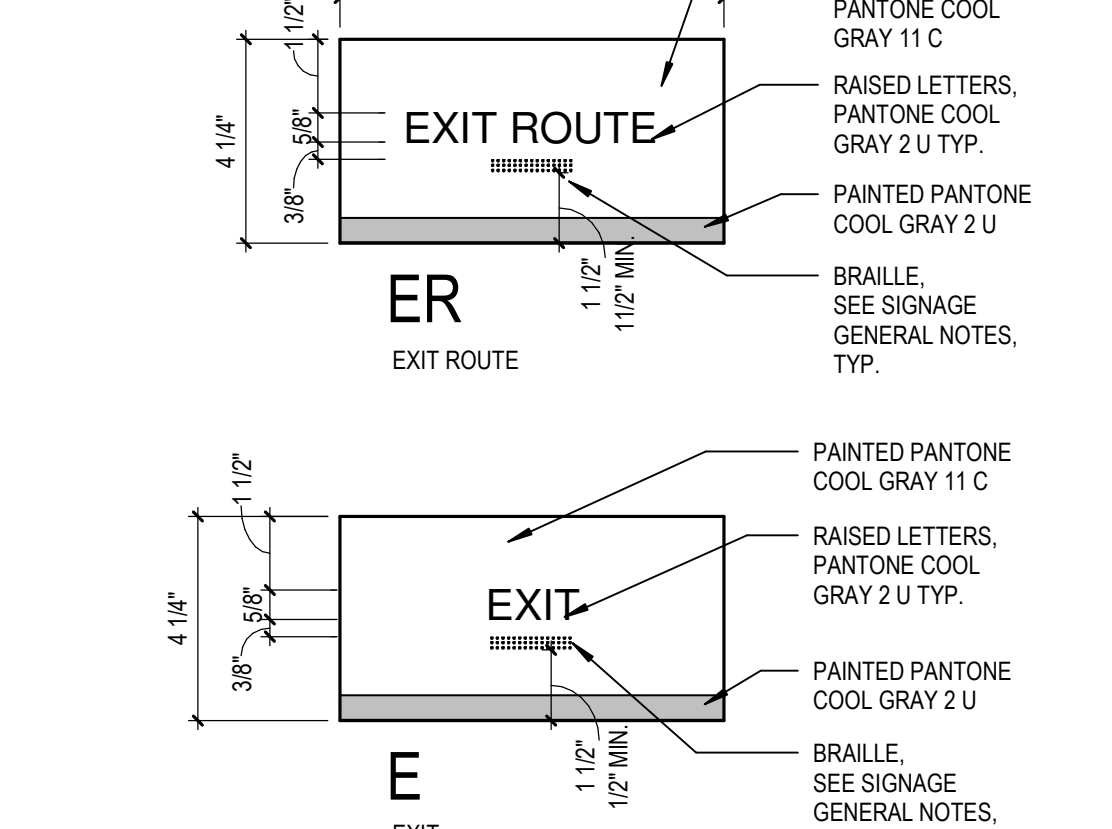 PANTONE COOL
GRAY 11 C
1 1/2"
RAISED LETTERS,
PANTONE COOL
GRAY 2 U TYP.
4 1/4"
5/8"
EXIT ROUTE
3/8"
PAINTED PANTONE
COOL GRAY 2 U
1 1/2"
11/2" MIN.
BRAILLE,
SEE SIGNAGE
GENERAL NOTES,
TYP.
ER
EXIT ROUTE
PAINTED PANTONE
COOL GRAY 11 C
1 1/2"
RAISED LETTERS,
PANTONE COOL
GRAY 2 U TYP.
4 1/4"
5/8"
EXIT
3/8"
PAINTED PANTONE
COOL GRAY 2 U
1 1/2"
1/2" MIN.
BRAILLE,
SEE SIGNAGE
GENERAL NOTES,
E
EXIT